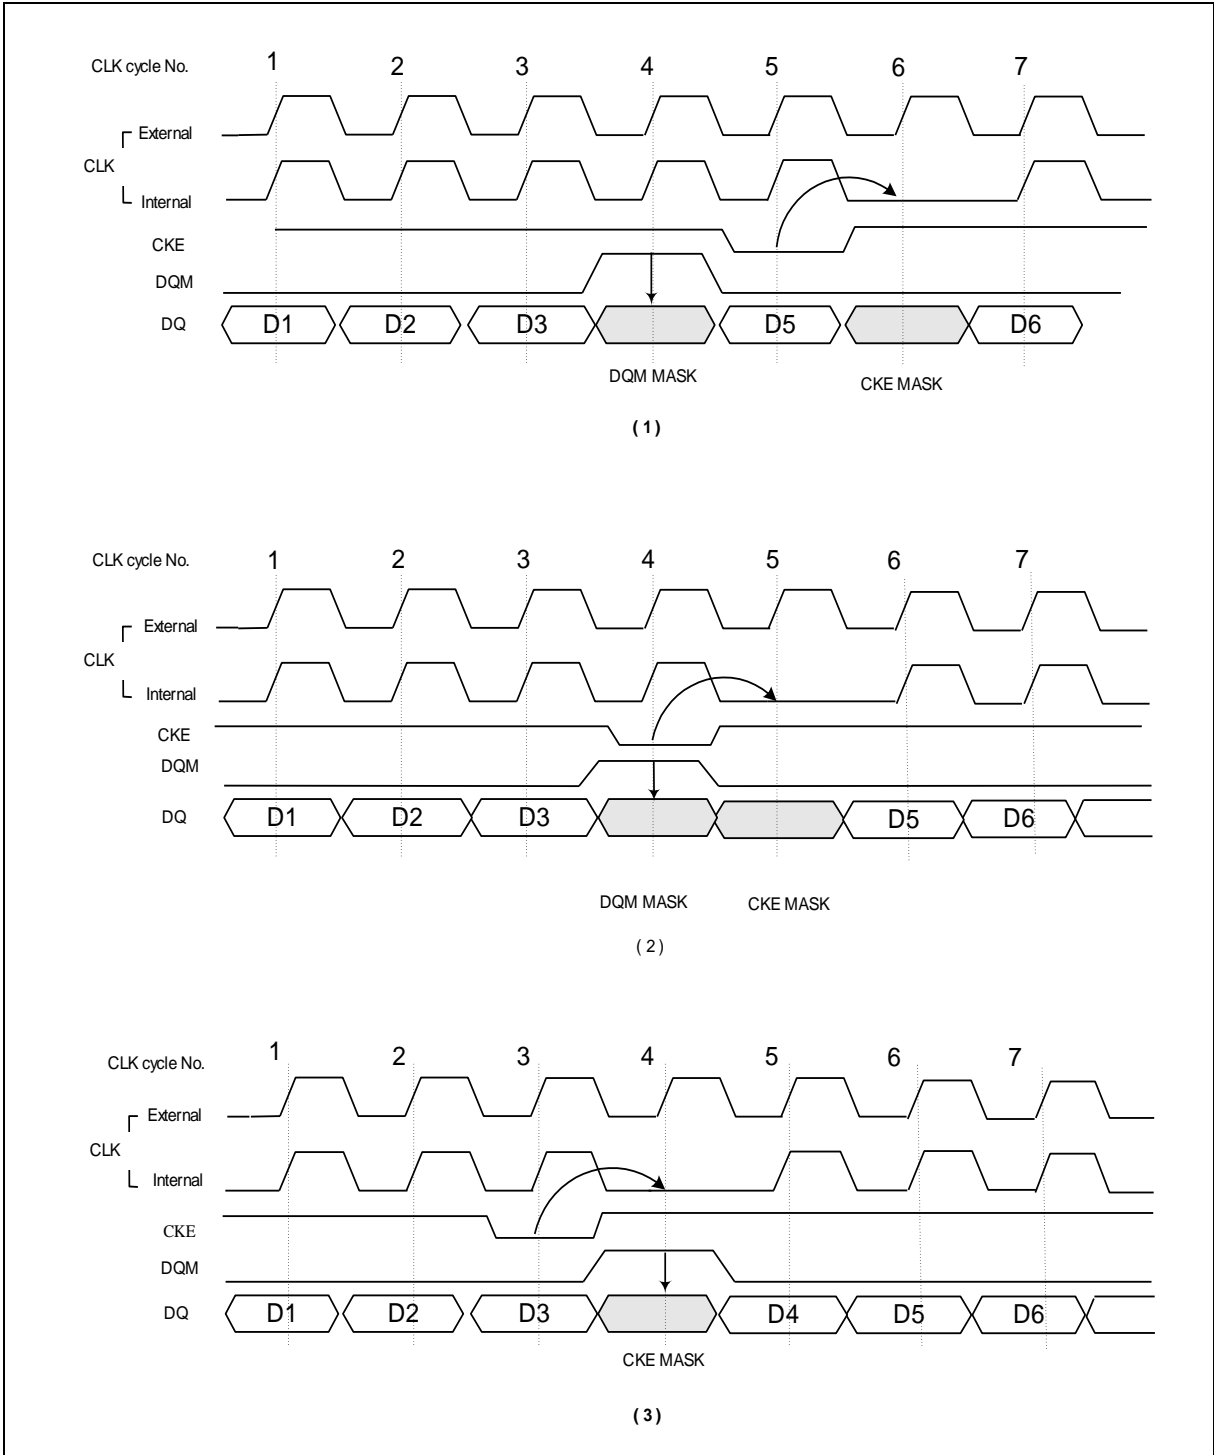 CLK cycle No. 1 2 3 4 5 6 7
External
CLK
Internal
CKE
DQM
DQ D1 D2 D3 D5 D6
DQM MASK CKE MASK
( 1 )
CLK cycle No. 1 2 3 4 5 6 7
External
CLK
Internal
CKE
DQM
DQ D1 D2 D3 D5 D6
DQM MASK CKE MASK
( 2 )
CLK cycle No. 1 2 3 4 5 6 7
External
CLK
Internal
CKE
DQM
DQ D1 D2 D3 D4 D5 D6
CKE MASK
( 3 )